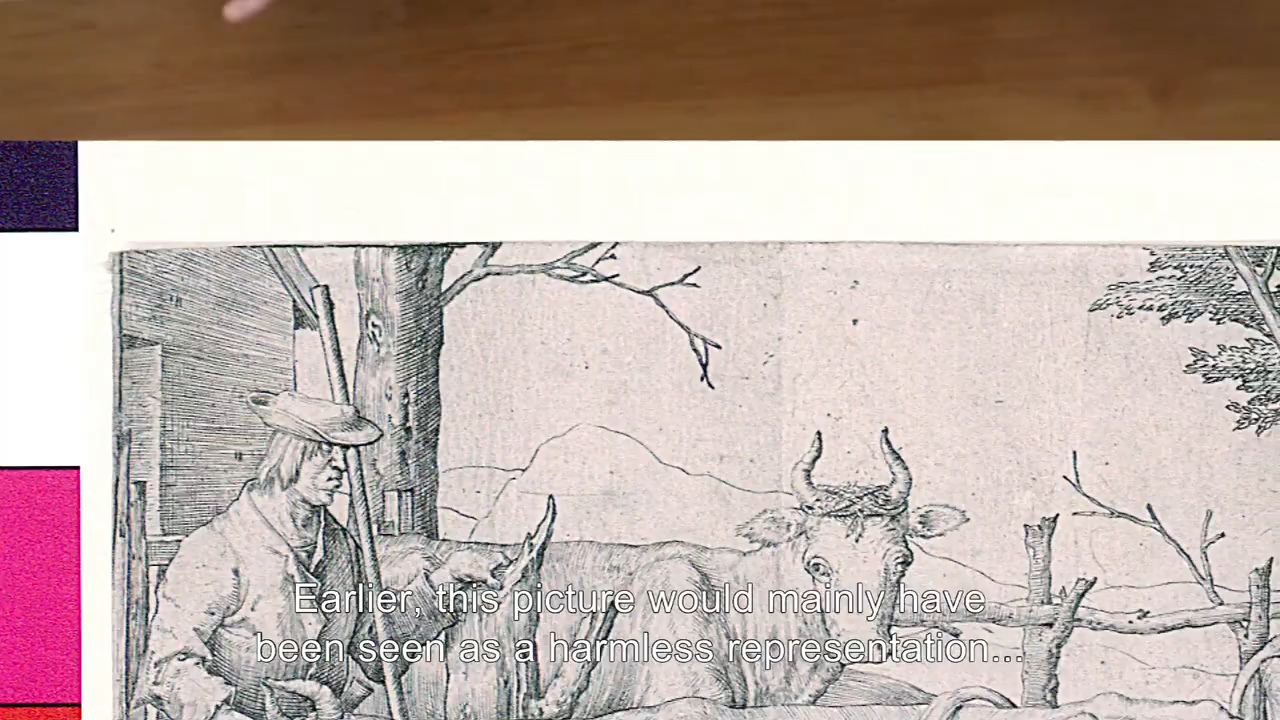 Earlier, this picture would mainly have
been seen as a harmless representation...